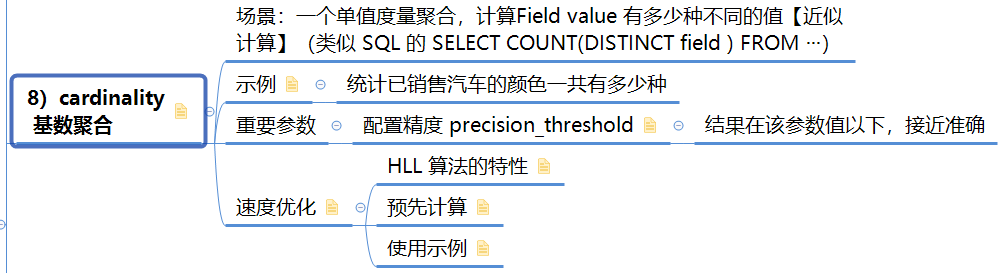 场景：一个单值度量聚合，计算Field value 有多少种不同的值【近似
计算】（类似 SQL 的 SELECT COUNT(DISTINCT field ) FROM ···）
8）cardinality
基数聚合
示例
统计已销售汽车的颜色一共有多少种
重要参数
配置精度 precision_threshold
结果在该参数值以下，接近准确
速度优化
HLL 算法的特性
预先计算
使用示例